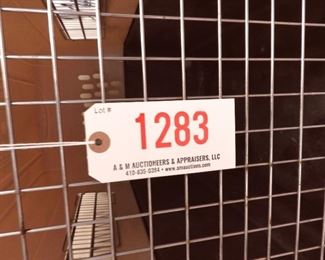 Lot #
1283
A & M AUCTIONEERS & APPRAISERS, LLC
410-835-0384 • www.amauctions.com